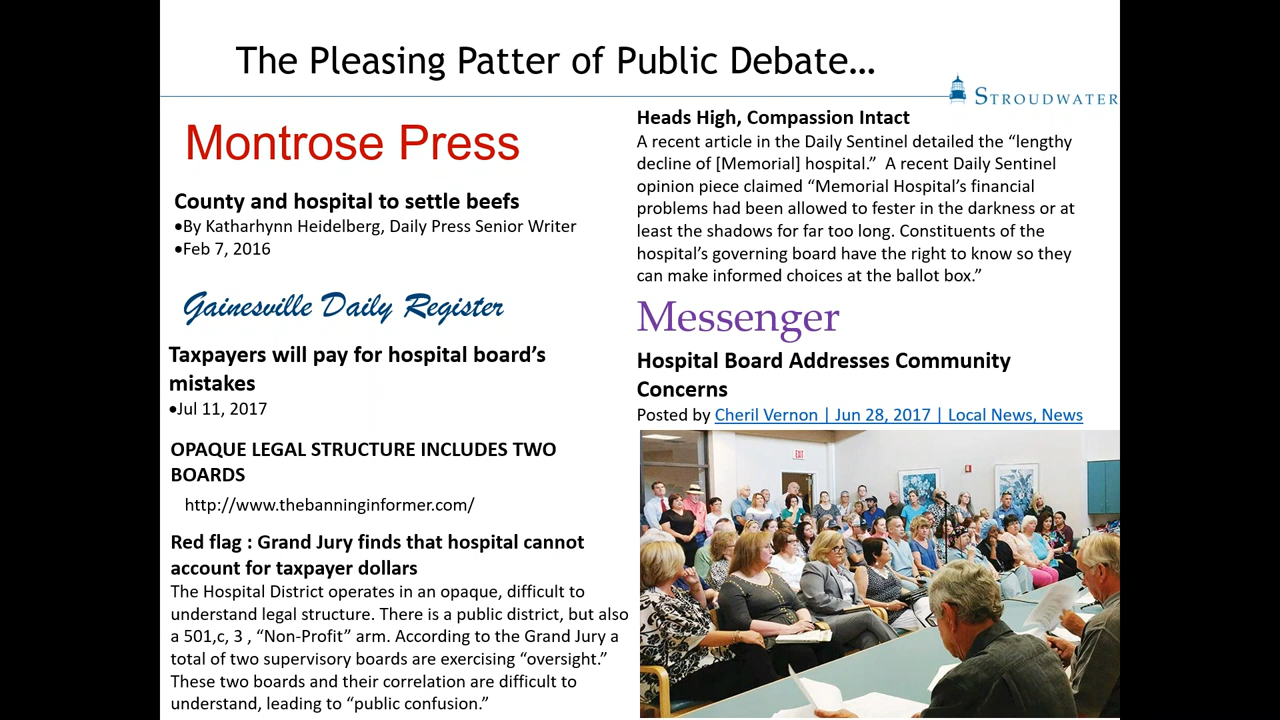 The Pleasing Patter of Public Debate…
STROUDWATER
Montrose Press
County and hospital to settle beefs
•By Katharhynn Heidelberg, Daily Press Senior Writer
•Feb 7, 2016
Gainesville Daily Register
Taxpayers will pay for hospital board’s
mistakes
•Jul 11, 2017
OPAQUE LEGAL STRUCTURE INCLUDES TWO
BOARDS
http://www.thebanninginformer.com/
Red flag : Grand Jury finds that hospital cannot
account for taxpayer dollars
The Hospital District operates in an opaque, difficult to
understand legal structure. There is a public district, but also
a 501,c, 3 , “Non-Profit” arm. According to the Grand Jury a
total of two supervisory boards are exercising “oversight.”
These two boards and their correlation are difficult to
understand, leading to “public confusion.”
Heads High, Compassion Intact
A recent article in the Daily Sentinel detailed the “lengthy
decline of [Memorial] hospital.”  A recent Daily Sentinel
opinion piece claimed “Memorial Hospital’s financial
problems had been allowed to fester in the darkness or at
least the shadows for far too long. Constituents of the
hospital’s governing board have the right to know so they
can make informed choices at the ballot box.”
Messenger
Hospital Board Addresses Community
Concerns
Posted by Cheril Vernon | Jun 28, 2017 | Local News, News
EXIT